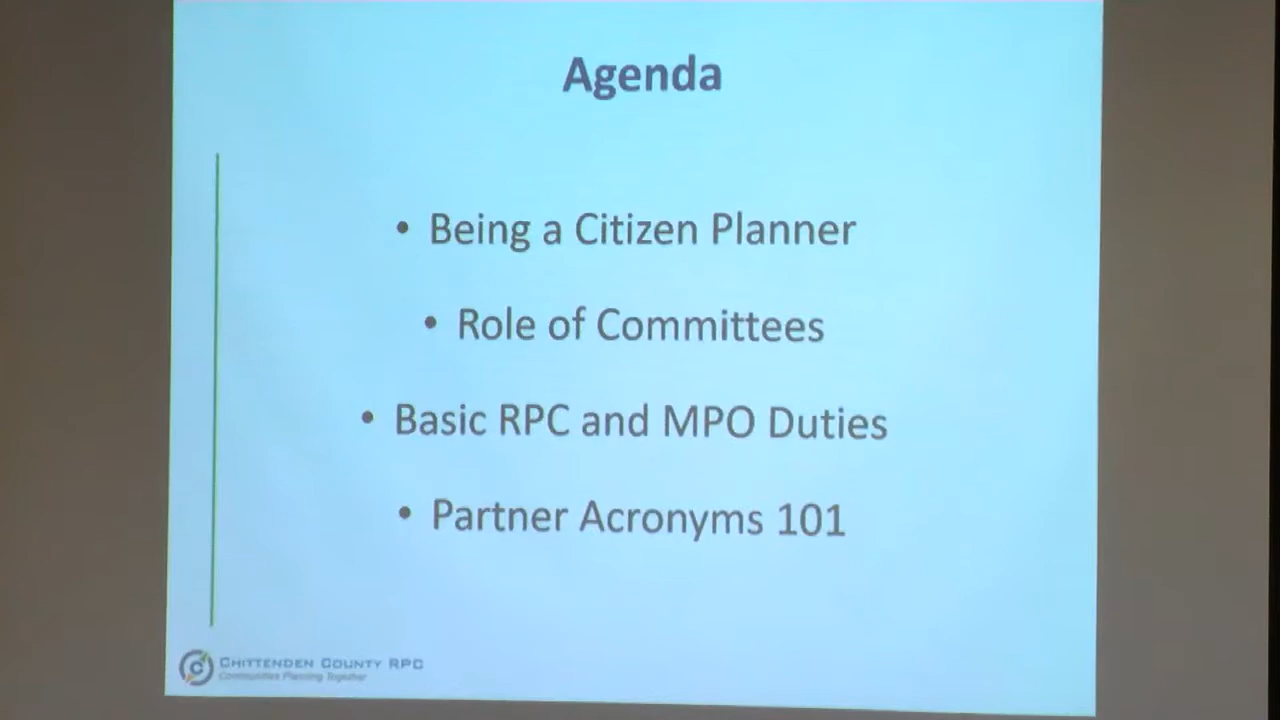 Agenda
• Being a Citizen Planner
• Role of Committees
• Basic RPC and MPO Duties
• Partner Acronyms 101
CHITTENDEN COUNTY RPC
Communities Planning Together